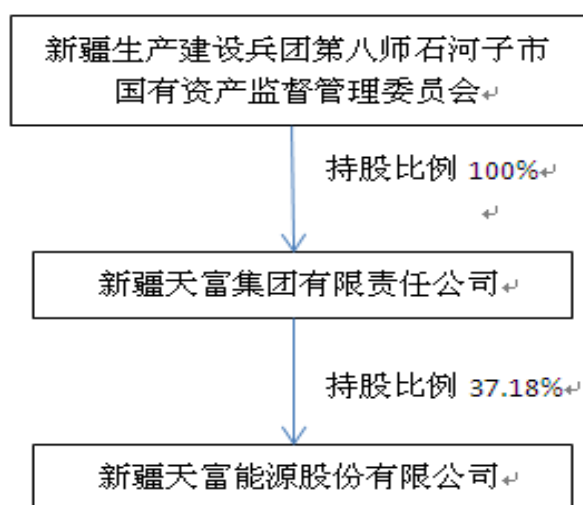 新疆生产建设兵团第八师石河子市
国有资产监督管理委员会↵
持股比例 100%↵
↵
新疆天富集团有限责任公司↵
持股比例 37.18%↵
新疆天富能源股份有限公司↵